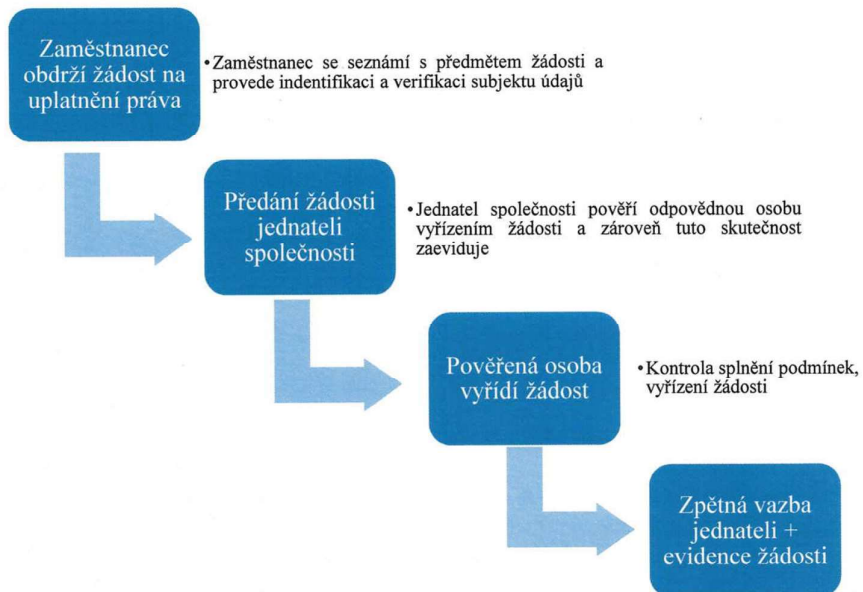 Zaměstnanec
obdrží žádost na
uplatnění práva
•Zaměstnanec se seznámí s předmětem žádosti a
provede indentifikaci a verifikaci subjektu údajů
Předání žádosti
jednateli
společnosti
•Jednatel společnosti pověří odpovědnou osobu
vyřízením žádosti a zároveň tuto skutečnost
zaeviduje
Pověřená osoba
vyřídí žádost
•Kontrola splnění podmínek,
vyřízení žádosti
Zpětná vazba
jednateli +
evidence žádosti